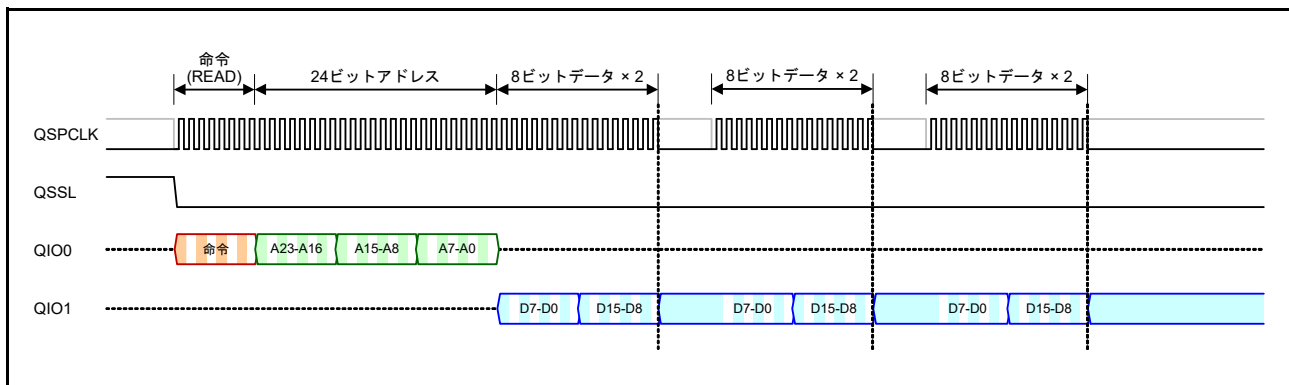 命令
(READ)
24ビットアドレス
8ビットデータ × 2
8ビットデータ × 2
8ビットデータ × 2
QSPCLK
QSSL
QIO0
命令
A23-A16
A15-A8
A7-A0
QIO1
D7-D0
D15-D8
D7-D0
D15-D8
D7-D0
D15-D8